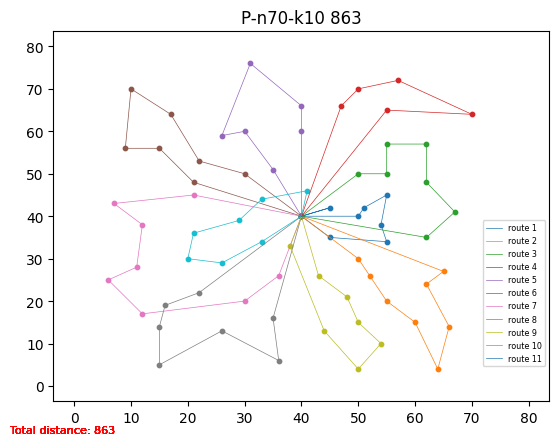 P-n70-k10 863
80
70
60
50
40
30
20
10
0
0 10 20 30 40 50 60 70 80
route 1
route 2
route 3
route 4
route 5
route 6
route 7
route 8
route 9
route 10
route 11
Total distance: 863